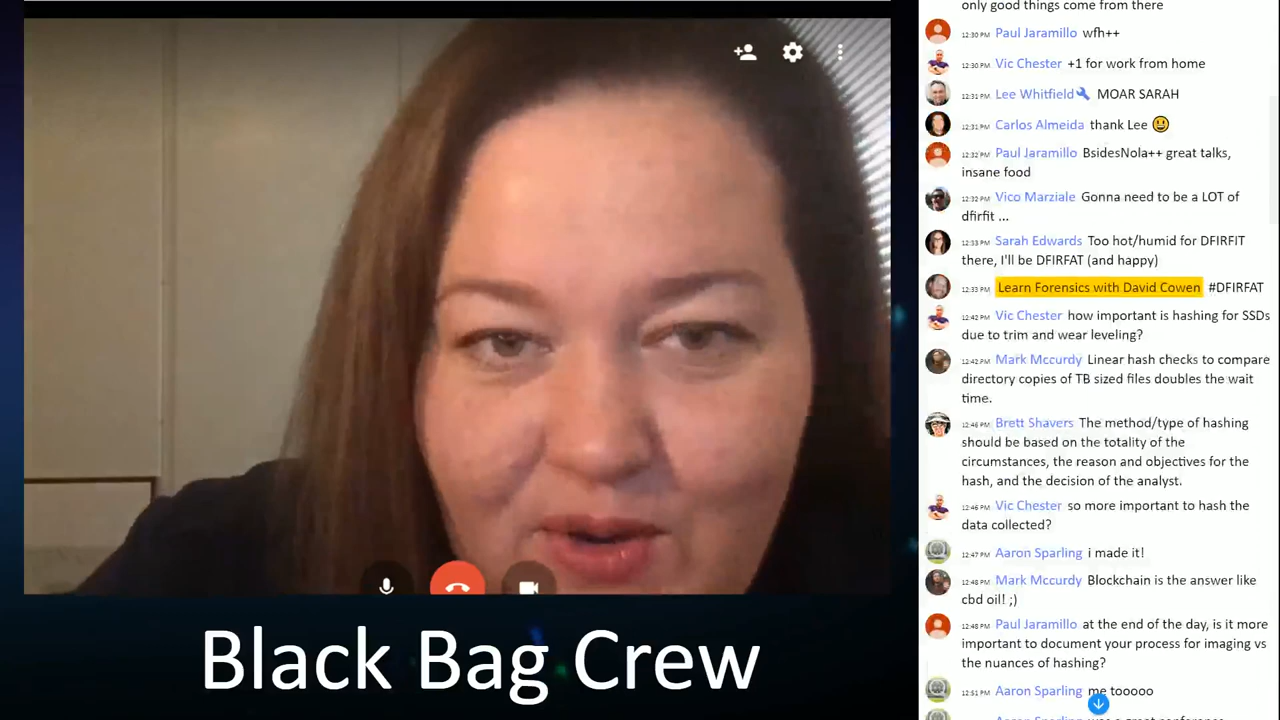 Black Bag Crew
only good things come from there
12:30 PM Paul Jaramillo wfh++
12:30 PM Vic Chester +1 for work from home
12:31 PM Lee Whitfield MOAR SARAH
12:31 PM Carlos Almeida thank Lee 😃
12:32 PM Paul Jaramillo BsidesNola++ great talks,
insane food
12:32 PM Vico Marziale Gonna need to be a LOT of
dfirfit ...
12:33 PM Sarah Edwards Too hot/humid for DFIRFIT
there, I'll be DFIRFAT (and happy)
12:33 PM Learn Forensics with David Cowen #DFIRFAT
12:42 PM Vic Chester how important is hashing for SSDs
due to trim and wear leveling?
12:42 PM Mark Mccurdy Linear hash checks to compare
directory copies of TB sized files doubles the wait
time.
12:46 PM Brett Shavers The method/type of hashing
should be based on the totality of the
circumstances, the reason and objectives for the
hash, and the decision of the analyst.
12:46 PM Vic Chester so more important to hash the
data collected?
12:47 PM Aaron Sparling i made it!
12:48 PM Mark Mccurdy Blockchain is the answer like
cbd oil! ;)
12:48 PM Paul Jaramillo at the end of the day, is it more
important to document your process for imaging vs
the nuances of hashing?
12:51 PM Aaron Sparling me tooooo